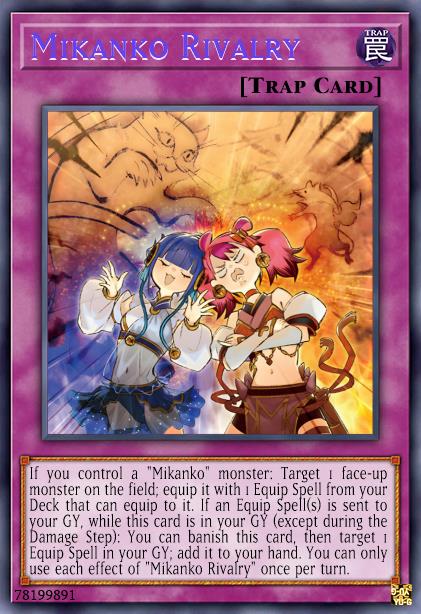 Mikanko Rivalry
TRAP
罠
[Trap Card]
If you control a "Mikanko" monster: Target 1 face-up
monster on the field; equip it with 1 Equip Spell from your
Deck that can equip to it. If an Equip Spell(s) is sent to
your GY, while this card is in your GY (except during the
Damage Step): You can banish this card, then target 1
Equip Spell in your GY; add it to your hand. You can only
use each effect of "Mikanko Rivalry" once per turn.
78199891